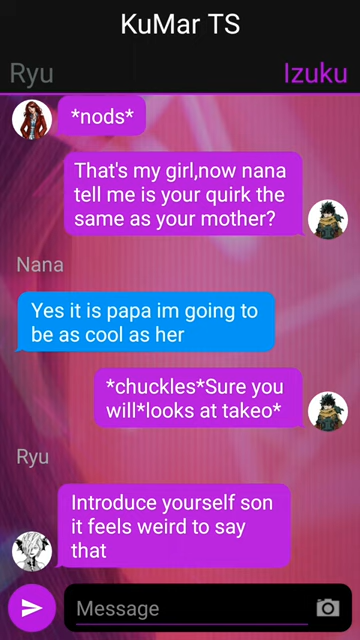 KuMar TS
Ryu
Izuku
*nods*
That's my girl,now nana
tell me is your quirk the
same as your mother?
Nana
Yes it is papa im going to
be as cool as her
*chuckles*Sure you
will*looks at takeo*
Ryu
Introduce yourself son
it feels weird to say
that
Message